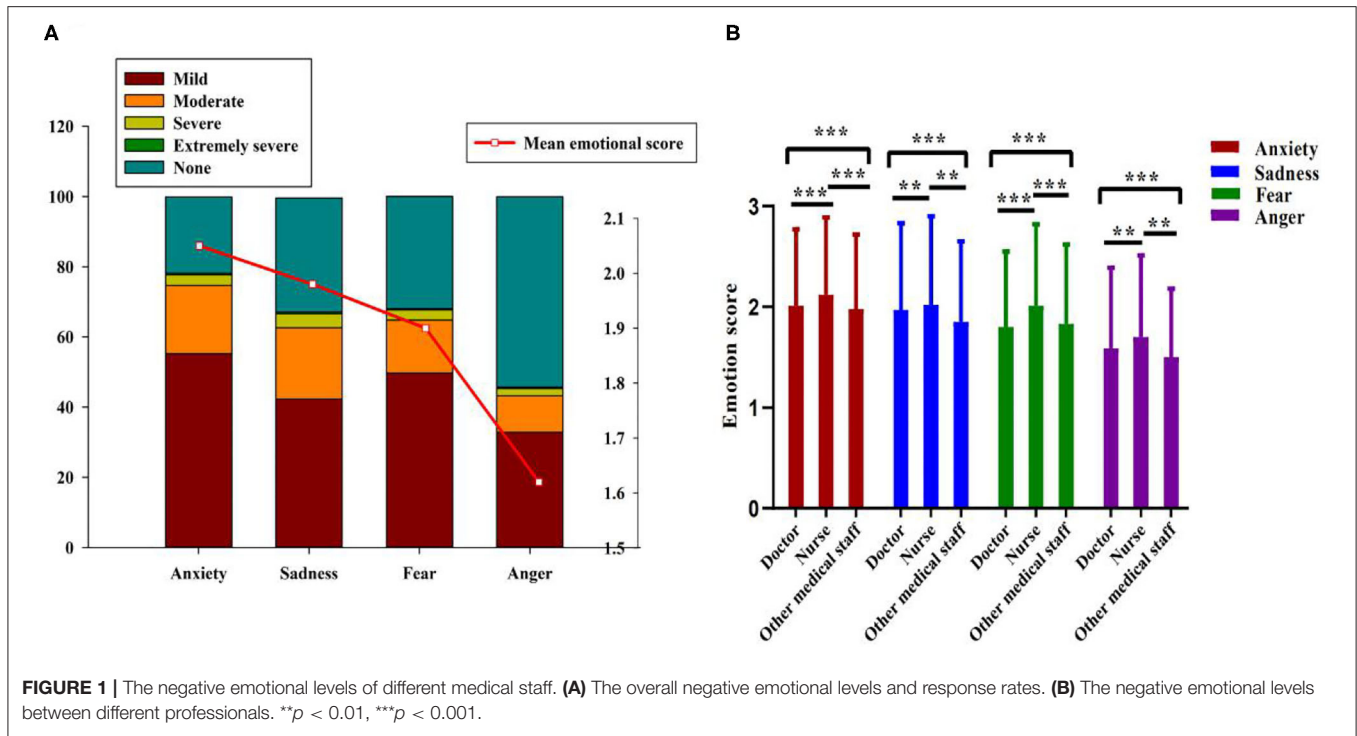 A
Mild
Moderate
Severe
Extremely severe
None
Mean emotional score
120
100
80
60
40
20
0
2.1
2.0
1.9
1.8
1.7
1.6
1.5
Anxiety Sadness Fear Anger
B
Anxiety
Sadness
Fear
Anger
*** *** *** ***
*** *** ** ** *** *** ** **
Emotion score
3
2
1
0
Doctor
Nurse
Other medical staff
Doctor
Nurse
Other medical staff
Doctor
Nurse
Other medical staff
Doctor
Nurse
Other medical staff
FIGURE 1 | The negative emotional levels of different medical staff. (A) The overall negative emotional levels and response rates. (B) The negative emotional levels
between different professionals. **p < 0.01, ***p < 0.001.